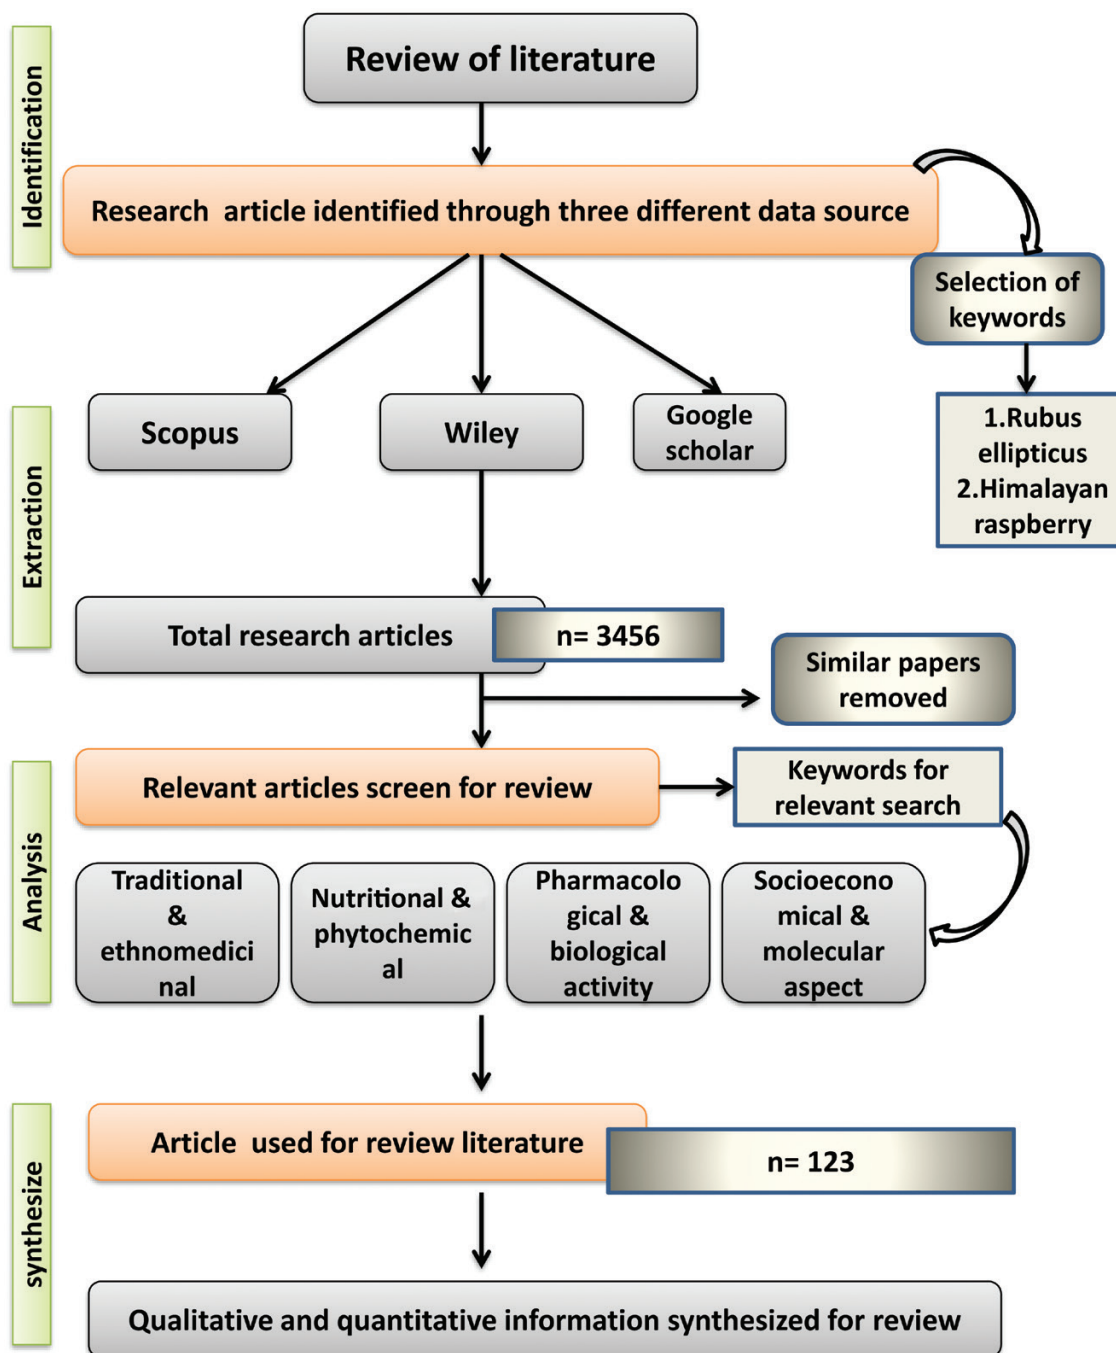 Identification
Review of literature
Research article identified through three different data source
Selection of
keywords
1.Rubus
ellipticus
2.Himalayan
raspberry
Extraction
Scopus
Wiley
Google
scholar
Total research articles
n= 3456
Similar papers
removed
Analysis
Relevant articles screen for review
Keywords for
relevant search
Traditional
&
ethnomedici
nal
Nutritional &
phytochemic
al
Pharmacolo
gical &
biological
activity
Socioecono
mical &
molecular
aspect
synthesize
Article used for review literature
n= 123
Qualitative and quantitative information synthesized for review